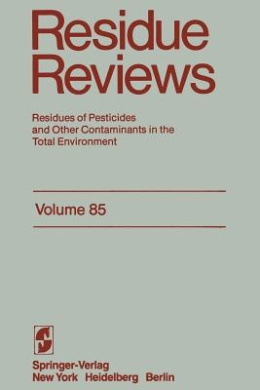 Residue
Reviews
Residues of Pesticides
and Other Contaminants in the
Total Environment
Volume 85
Springer-Verlag
New York Heidelberg Berlin